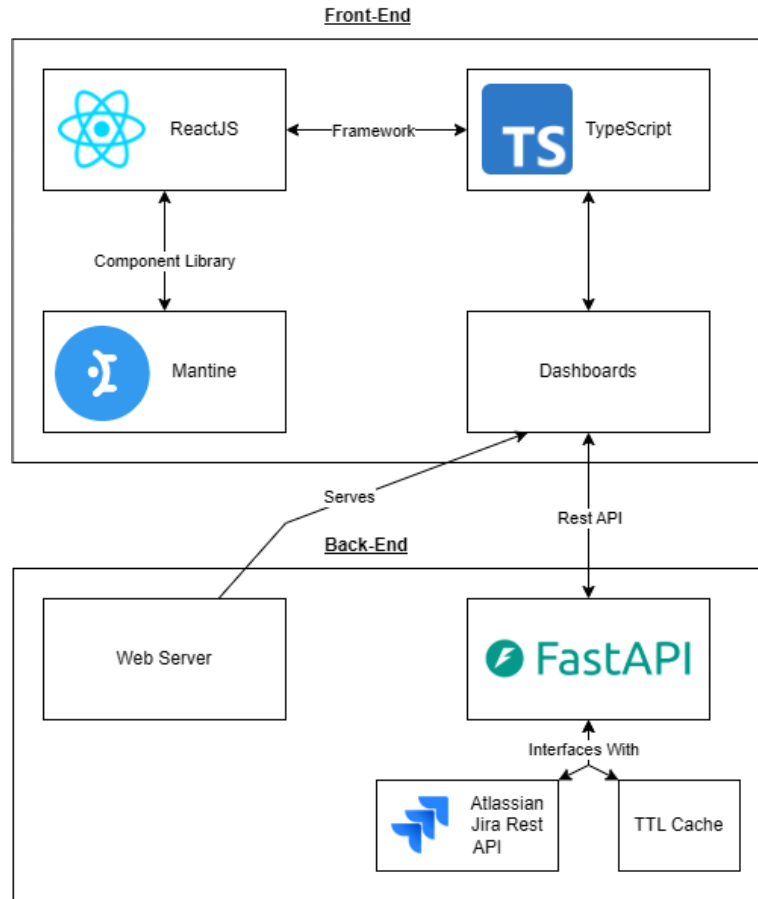 Front-End
ReactJS
Framework
TS
TypeScript
Component Library
Mantine
Dashboards
Serves
Rest API
Back-End
Web Server
FastAPI
Interfaces With
Atlassian
Jira Rest
API
TTL Cache